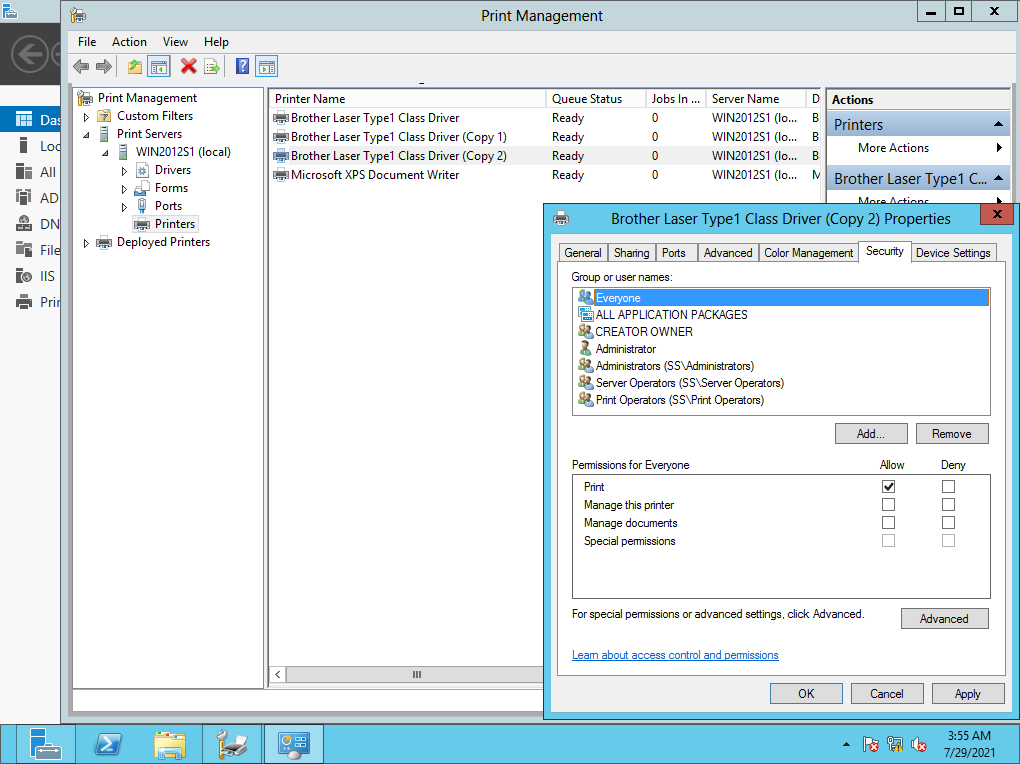 Print Management
File Action View Help
Das
Loc
All
AD
DN
File
IIS
Prin
Print Management
Custom Filters
Print Servers
WIN2012S1 (local)
Drivers
Forms
Ports
Printers
Deployed Printers
Printer Name Queue Status Jobs In ... Server Name D
Brother Laser Type1 Class Driver Ready 0 WIN2012S1 (lo... B
Brother Laser Type1 Class Driver (Copy 1) Ready 0 WIN2012S1 (lo... B
Brother Laser Type1 Class Driver (Copy 2) Ready 0 WIN2012S1 (lo... B
Microsoft XPS Document Writer Ready 0 WIN2012S1 (lo... M
Actions
Printers
More Actions
Brother Laser Type1 C...
More Actions
Brother Laser Type1 Class Driver (Copy 2) Properties
General Sharing Ports Advanced Color Management Security Device Settings
Group or user names:
Everyone
ALL APPLICATION PACKAGES
CREATOR OWNER
Administrator
Administrators (SS\Administrators)
Server Operators (SS\Server Operators)
Print Operators (SS\Print Operators)
Add... Remove
Permissions for Everyone Allow Deny
Print
Manage this printer
Manage documents
Special permissions
For special permissions or advanced settings, click Advanced.
Advanced
Learn about access control and permissions
OK Cancel Apply
3:55 AM
7/29/2021